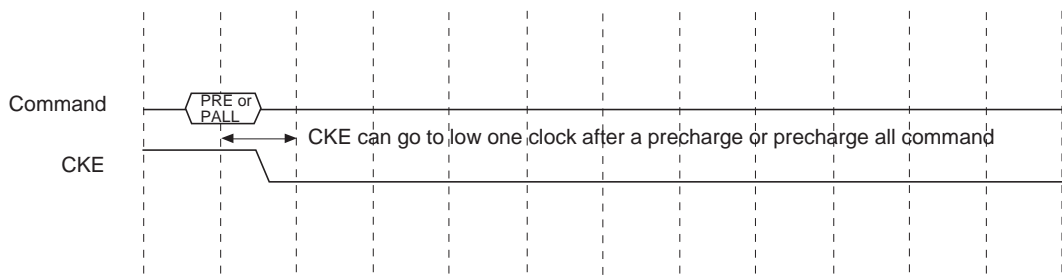 Command
PRE or
PALL
CKE can go to low one clock after a precharge or precharge all command
CKE